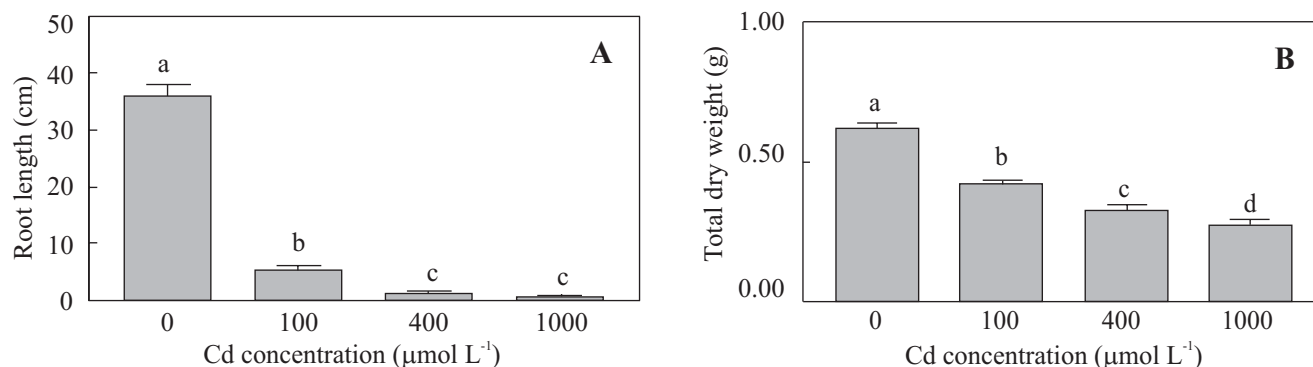 50
40
30
20
10
0
Root length (cm)
A
a
b
c
c
0 100 400 1000
Cd concentration (μmol L-1)
1.00
0.50
0.00
Total dry weight (g)
B
a
b
c
d
0 100 400 1000
Cd concentration (μmol L-1)